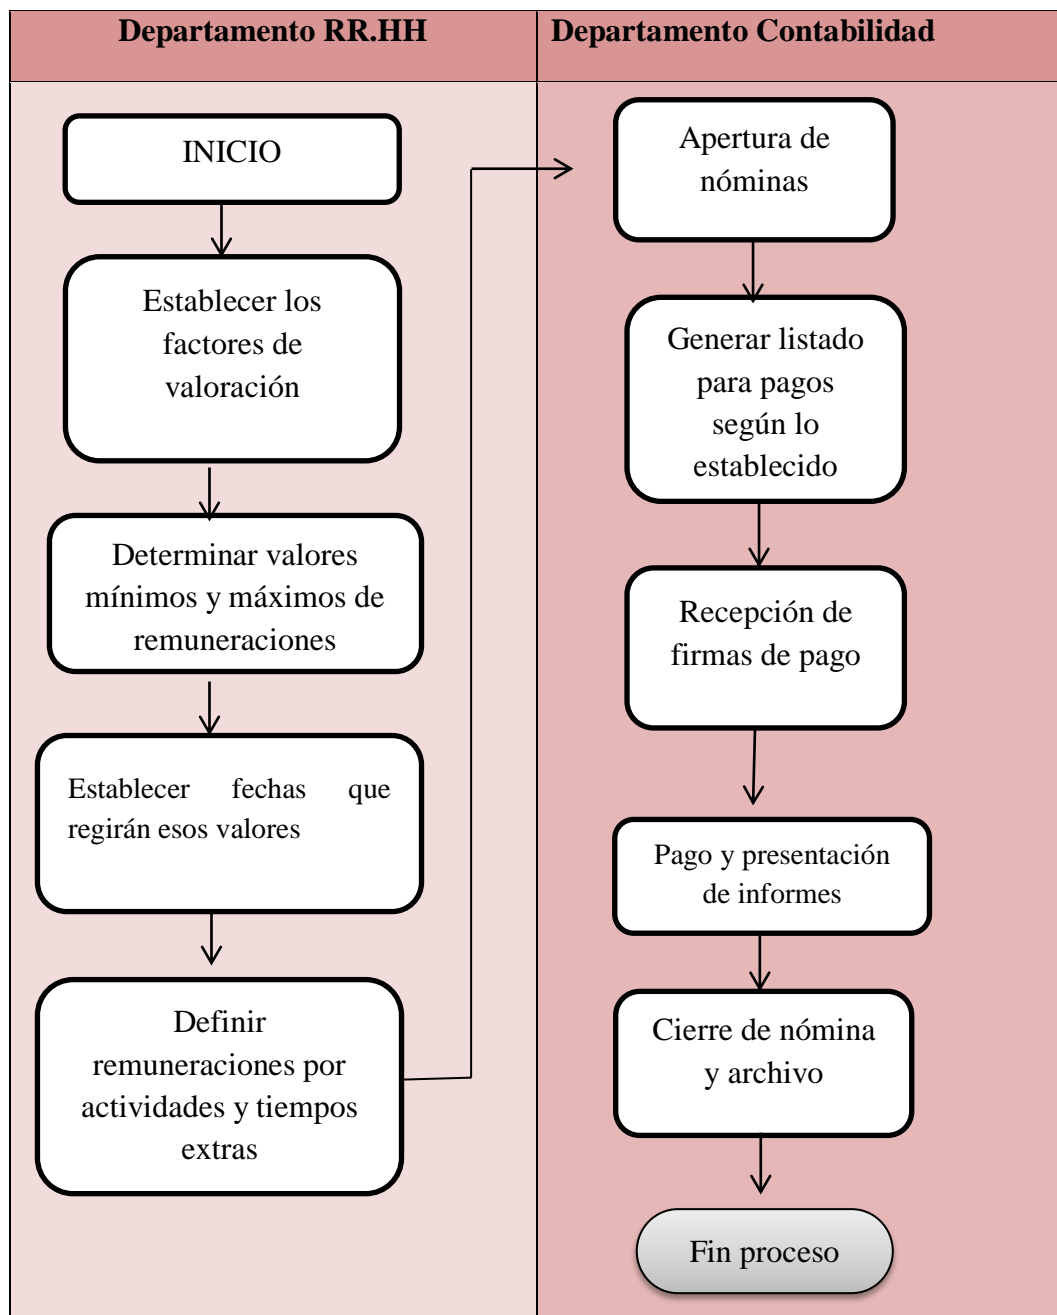 Departamento RR.HH
Departamento Contabilidad
INICIO
Establecer los
factores de
valoración
Determinar valores
mínimos y máximos de
remuneraciones
Establecer fechas que
regirán esos valores
Definir
remuneraciones por
actividades y tiempos
extras
Apertura de
nóminas
Generar listado
para pagos
según lo
establecido
Recepción de
firmas de pago
Pago y presentación
de informes
Cierre de nómina
y archivo
Fin proceso